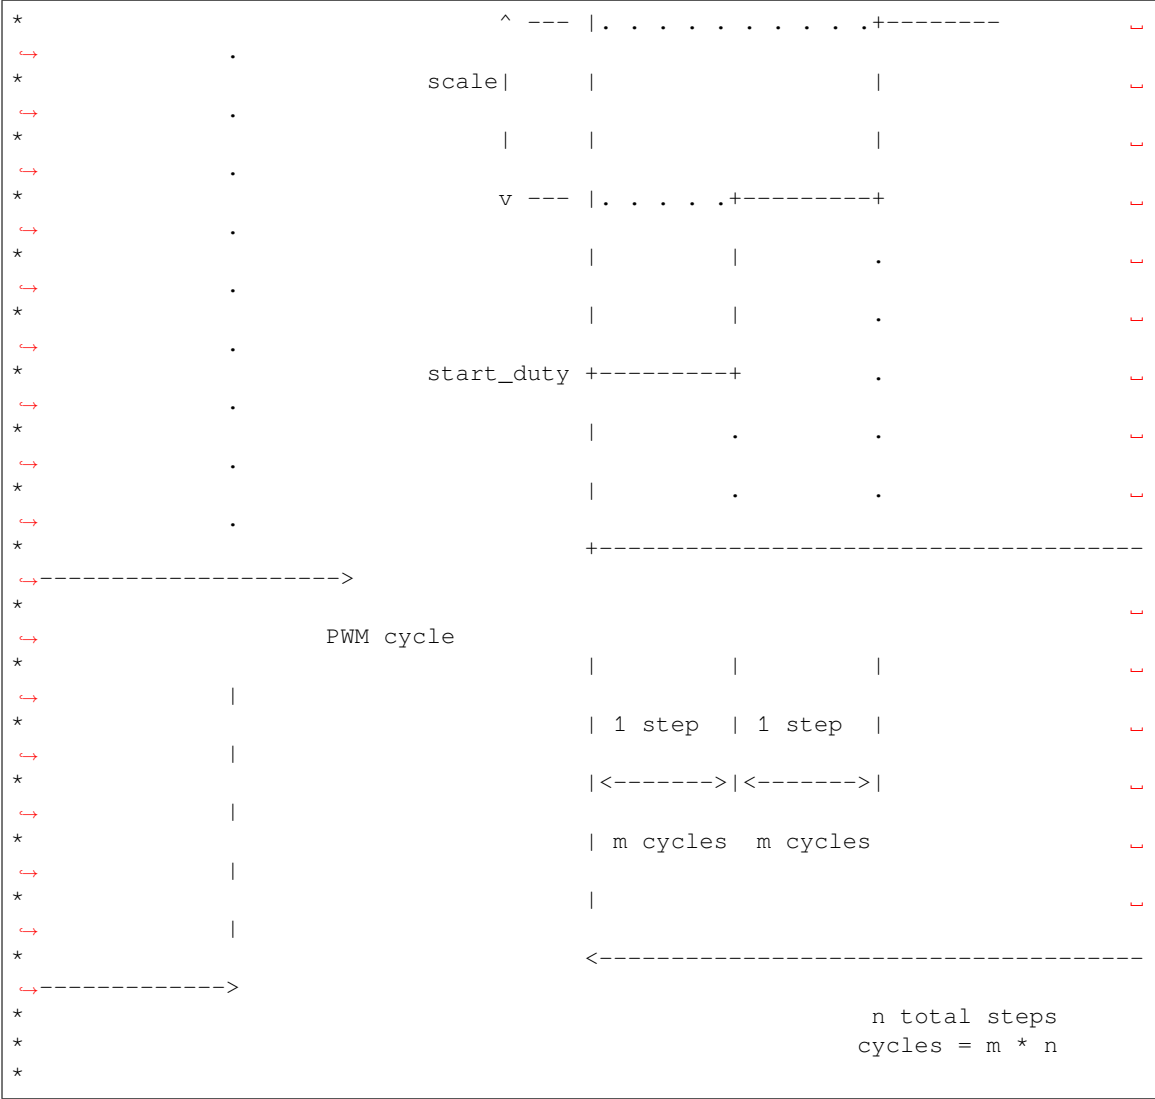 *                                  ^ ---  |. . . . . . . . . .+--------                 ␣
↪             .
*                             scale|      |                   |                         ␣
↪             .
*                                  |      |                   |                         ␣
↪             .
*                                  v ---  |. . . . .+---------+                         ␣
↪             .
*                                         |         |         .                         ␣
↪             .
*                                         |         |         .                         ␣
↪             .
*                             start_duty  +---------+         .                         ␣
↪             .
*                                         |         .         .                         ␣
↪             .
*                                         |         .         .                         ␣
↪             .
*                                         +--------------------------------------
↪--------------------->
*                                                                                       ␣
↪                    PWM cycle
*                                         |         |         |                         ␣
↪             |
*                                         | 1 step  | 1 step  |                         ␣
↪             |
*                                         |<------->|<------->|                         ␣
↪             |
*                                         | m cycles  m cycles                          ␣
↪             |
*                                         |                                             ␣
↪             |
*                                         <--------------------------------------
↪------------->
*                                                             n total steps
*                                                            cycles = m * n
*